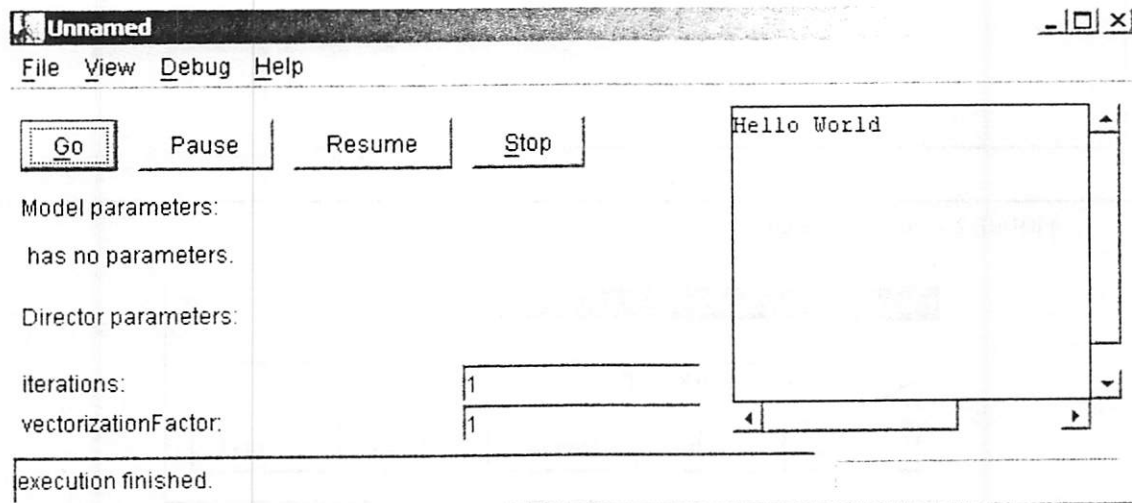 Unnamed
File View Debug Help
Go Pause Resume Stop
Model parameters:
has no parameters.
Director parameters:
iterations: 1
vectorizationFactor: 1
Hello World
execution finished.